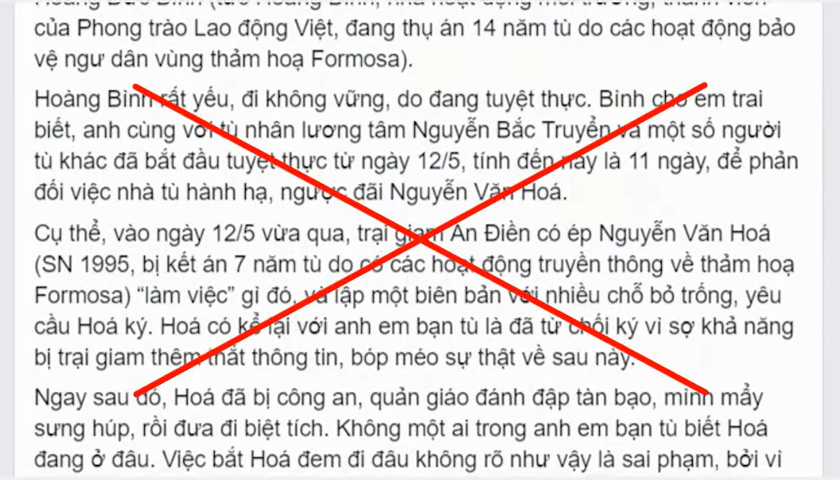 của Phong trào Lao động Việt, đang thụ án 14 năm tù do các hoạt động bảo
vệ ngư dân vùng thảm hoạ Formosa).
Hoàng Bình rất yếu, đi không vững, do đang tuyệt thực. Bình cho em trai
biết, anh cùng với tù nhân lương tâm Nguyễn Bắc Truyển và một số người
tù khác đã bắt đầu tuyệt thực từ ngày 12/5, tính đến nay là 11 ngày, để phản
đối việc nhà tù hành hạ, ngược đãi Nguyễn Văn Hoá.
Cụ thể, vào ngày 12/5 vừa qua, trại giam An Điền có ép Nguyễn Văn Hoá
(SN 1995, bị kết án 7 năm tù do có các hoạt động truyền thông về thảm hoạ
Formosa) “làm việc” gì đó, và lập một biên bản với nhiều chỗ bỏ trống, yêu
cầu Hoá ký. Hoá có kể lại với anh em bạn tù là đã từ chối ký vì sợ khả năng
bị trại giam thêm thắt thông tin, bóp méo sự thật về sau này.
Ngay sau đó, Hoá đã bị công an, quản giáo đánh đập tàn bạo, mình mẩy
sưng húp, rồi đưa đi biệt tích. Không một ai trong anh em bạn tù biết Hoá
đang ở đâu. Việc bắt Hoá đem đi đâu không rõ như vậy là sai phạm, bởi vì